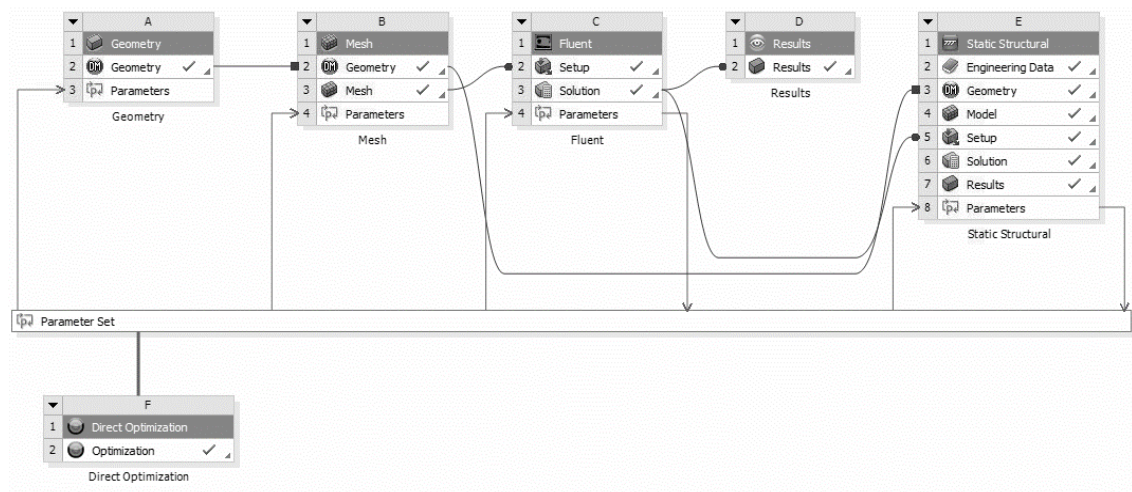 A
1 Geometry
2 DM Geometry
3 Parameters
Geometry
B
1 Mesh
2 DM Geometry
3 Mesh
4 Parameters
Mesh
C
1 Fluent
2 Setup
3 Solution
4 Parameters
Fluent
D
1 Results
2 Results
Results
E
1 Static Structural
2 Engineering Data
3 DM Geometry
4 Model
5 Setup
6 Solution
7 Results
8 Parameters
Static Structural
Parameter Set
F
1 Direct Optimization
2 Optimization
Direct Optimization